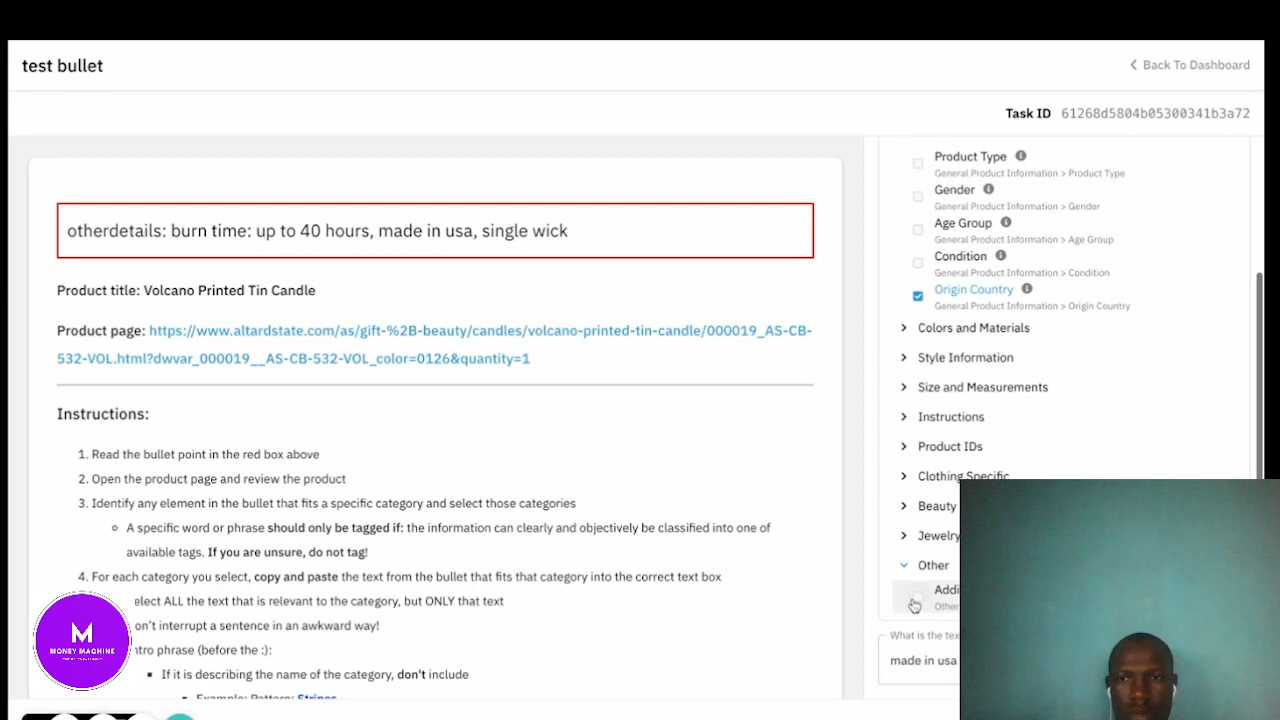 test bullet
Back To Dashboard
Task ID 61268d5804b05300341b3a72
otherdetails: burn time: up to 40 hours, made in usa, single wick
Product title: Volcano Printed Tin Candle
Product page: https://www.altardstate.com/as/gift-%2B-beauty/candles/volcano-printed-tin-candle/000019_AS-CB-
532-VOL.html?dwvar_000019__AS-CB-532-VOL_color=0126&quantity=1
Instructions:
1. Read the bullet point in the red box above
2. Open the product page and review the product
3. Identify any element in the bullet that fits a specific category and select those categories
A specific word or phrase should only be tagged if: the information can clearly and objectively be classified into one of
available tags. If you are unsure, do not tag!
4. For each category you select, copy and paste the text from the bullet that fits that category into the correct text box
elect ALL the text that is relevant to the category, but ONLY that text
on't interrupt a sentence in an awkward way!
ntro phrase (before the :):
If it is describing the name of the category, don't include
Example: Pattern: Stripes
M
MONEY MACHINE
Product Type
General Product Information > Product Type
Gender
General Product Information > Gender
Age Group
General Product Information > Age Group
Condition
General Product Information > Condition
Origin Country
General Product Information > Origin Country
Colors and Materials
Style Information
Size and Measurements
Instructions
Product IDs
Clothing Specific
Beauty
Jewelry
Other
Addi
Other
What is the tex
made in usa